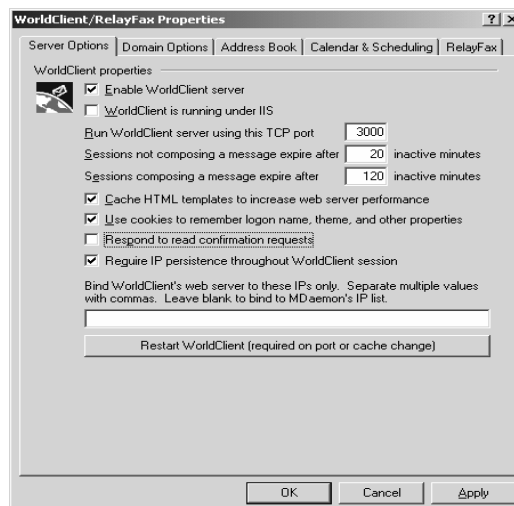 WorldClient/RelayFax Properties
Server Options Domain Options Address Book Calendar & Scheduling RelayFax
WorldClient properties
Enable WorldClient server
WorldClient is running under IIS
Run WorldClient server using this TCP port 3000
Sessions not composing a message expire after 20 inactive minutes
Sessions composing a message expire after 120 inactive minutes
Cache HTML templates to increase web server performance
Use cookies to remember logon name, theme, and other properties
Respond to read confirmation requests
Require IP persistence throughout WorldClient session
Bind WorldClient's web server to these IPs only. Separate multiple values
with commas. Leave blank to bind to MDaemon's IP list.
Restart WorldClient (required on port or cache change)
OK Cancel Apply